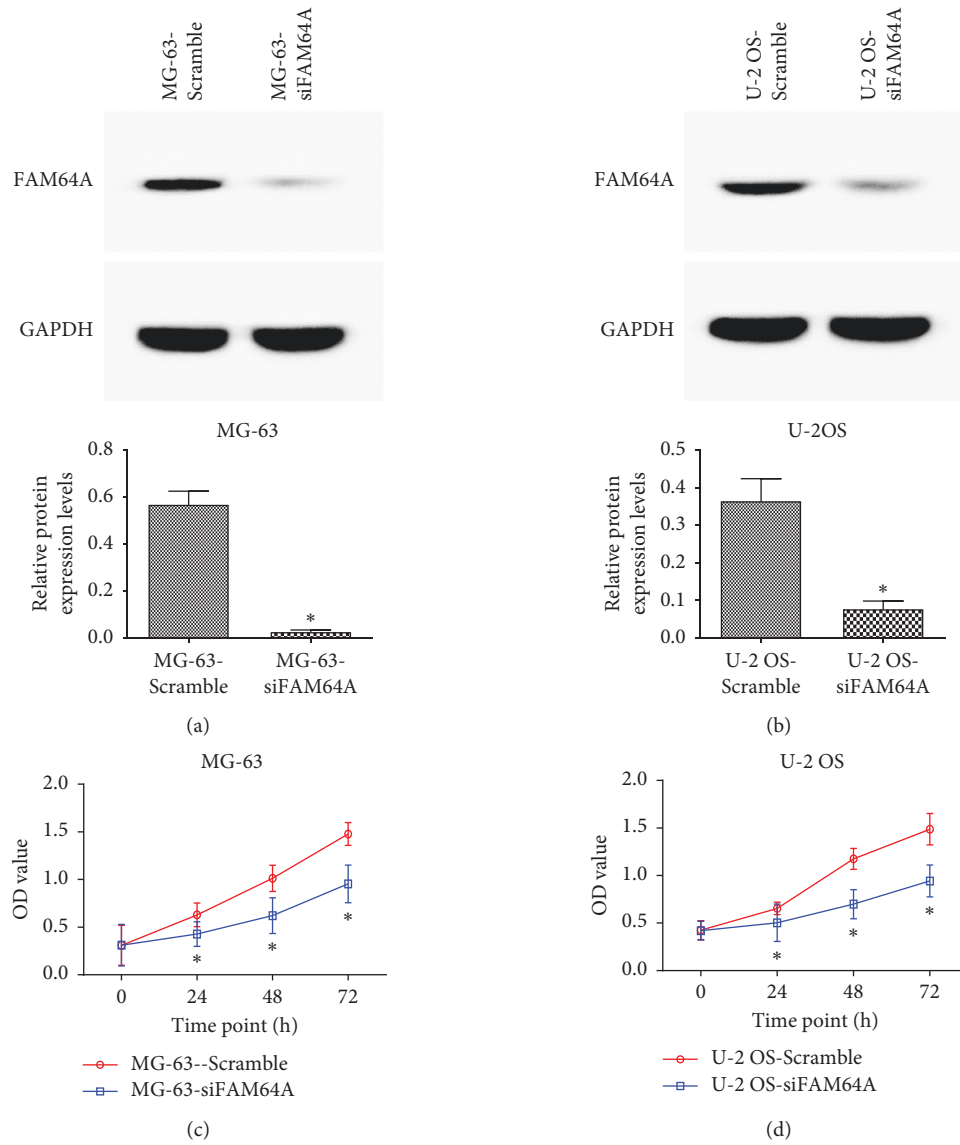 MG-63-
Scramble
MG-63-
siFAM64A
FAM64A
GAPDH
MG-63
0.8
0.6
0.4
0.2
0.0
Relative protein
expression levels
*
MG-63-
Scramble
MG-63-
siFAM64A
(a)
U-2 OS-
Scramble
U-2 OS-
siFAM64A
FAM64A
GAPDH
U-2OS
0.5
0.4
0.3
0.2
0.1
0.0
Relative protein
expression levels
*
U-2 OS-
Scramble
U-2 OS-
siFAM64A
(b)
MG-63
2.0
1.5
1.0
0.5
0.0
OD value
* * *
0 24 48 72
Time point (h)
MG-63--Scramble
MG-63-siFAM64A
(c)
U-2 OS
2.0
1.5
1.0
0.5
0.0
OD value
* * *
0 24 48 72
Time point (h)
U-2 OS-Scramble
U-2 OS-siFAM64A
(d)